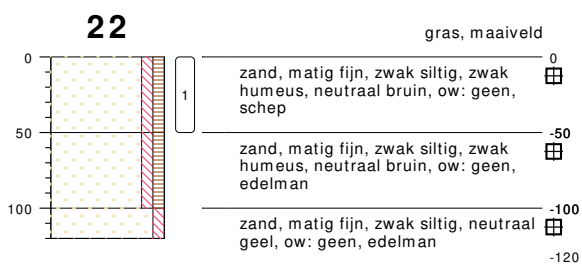 22
gras, maaiveld
0
0
zand, matig fijn, zwak siltig, zwak
humeus, neutraal bruin, ow: geen,
schep
1
50
-50
zand, matig fijn, zwak siltig, zwak
humeus, neutraal bruin, ow: geen,
edelman
100
-100
zand, matig fijn, zwak siltig, neutraal
geel, ow: geen, edelman
-120